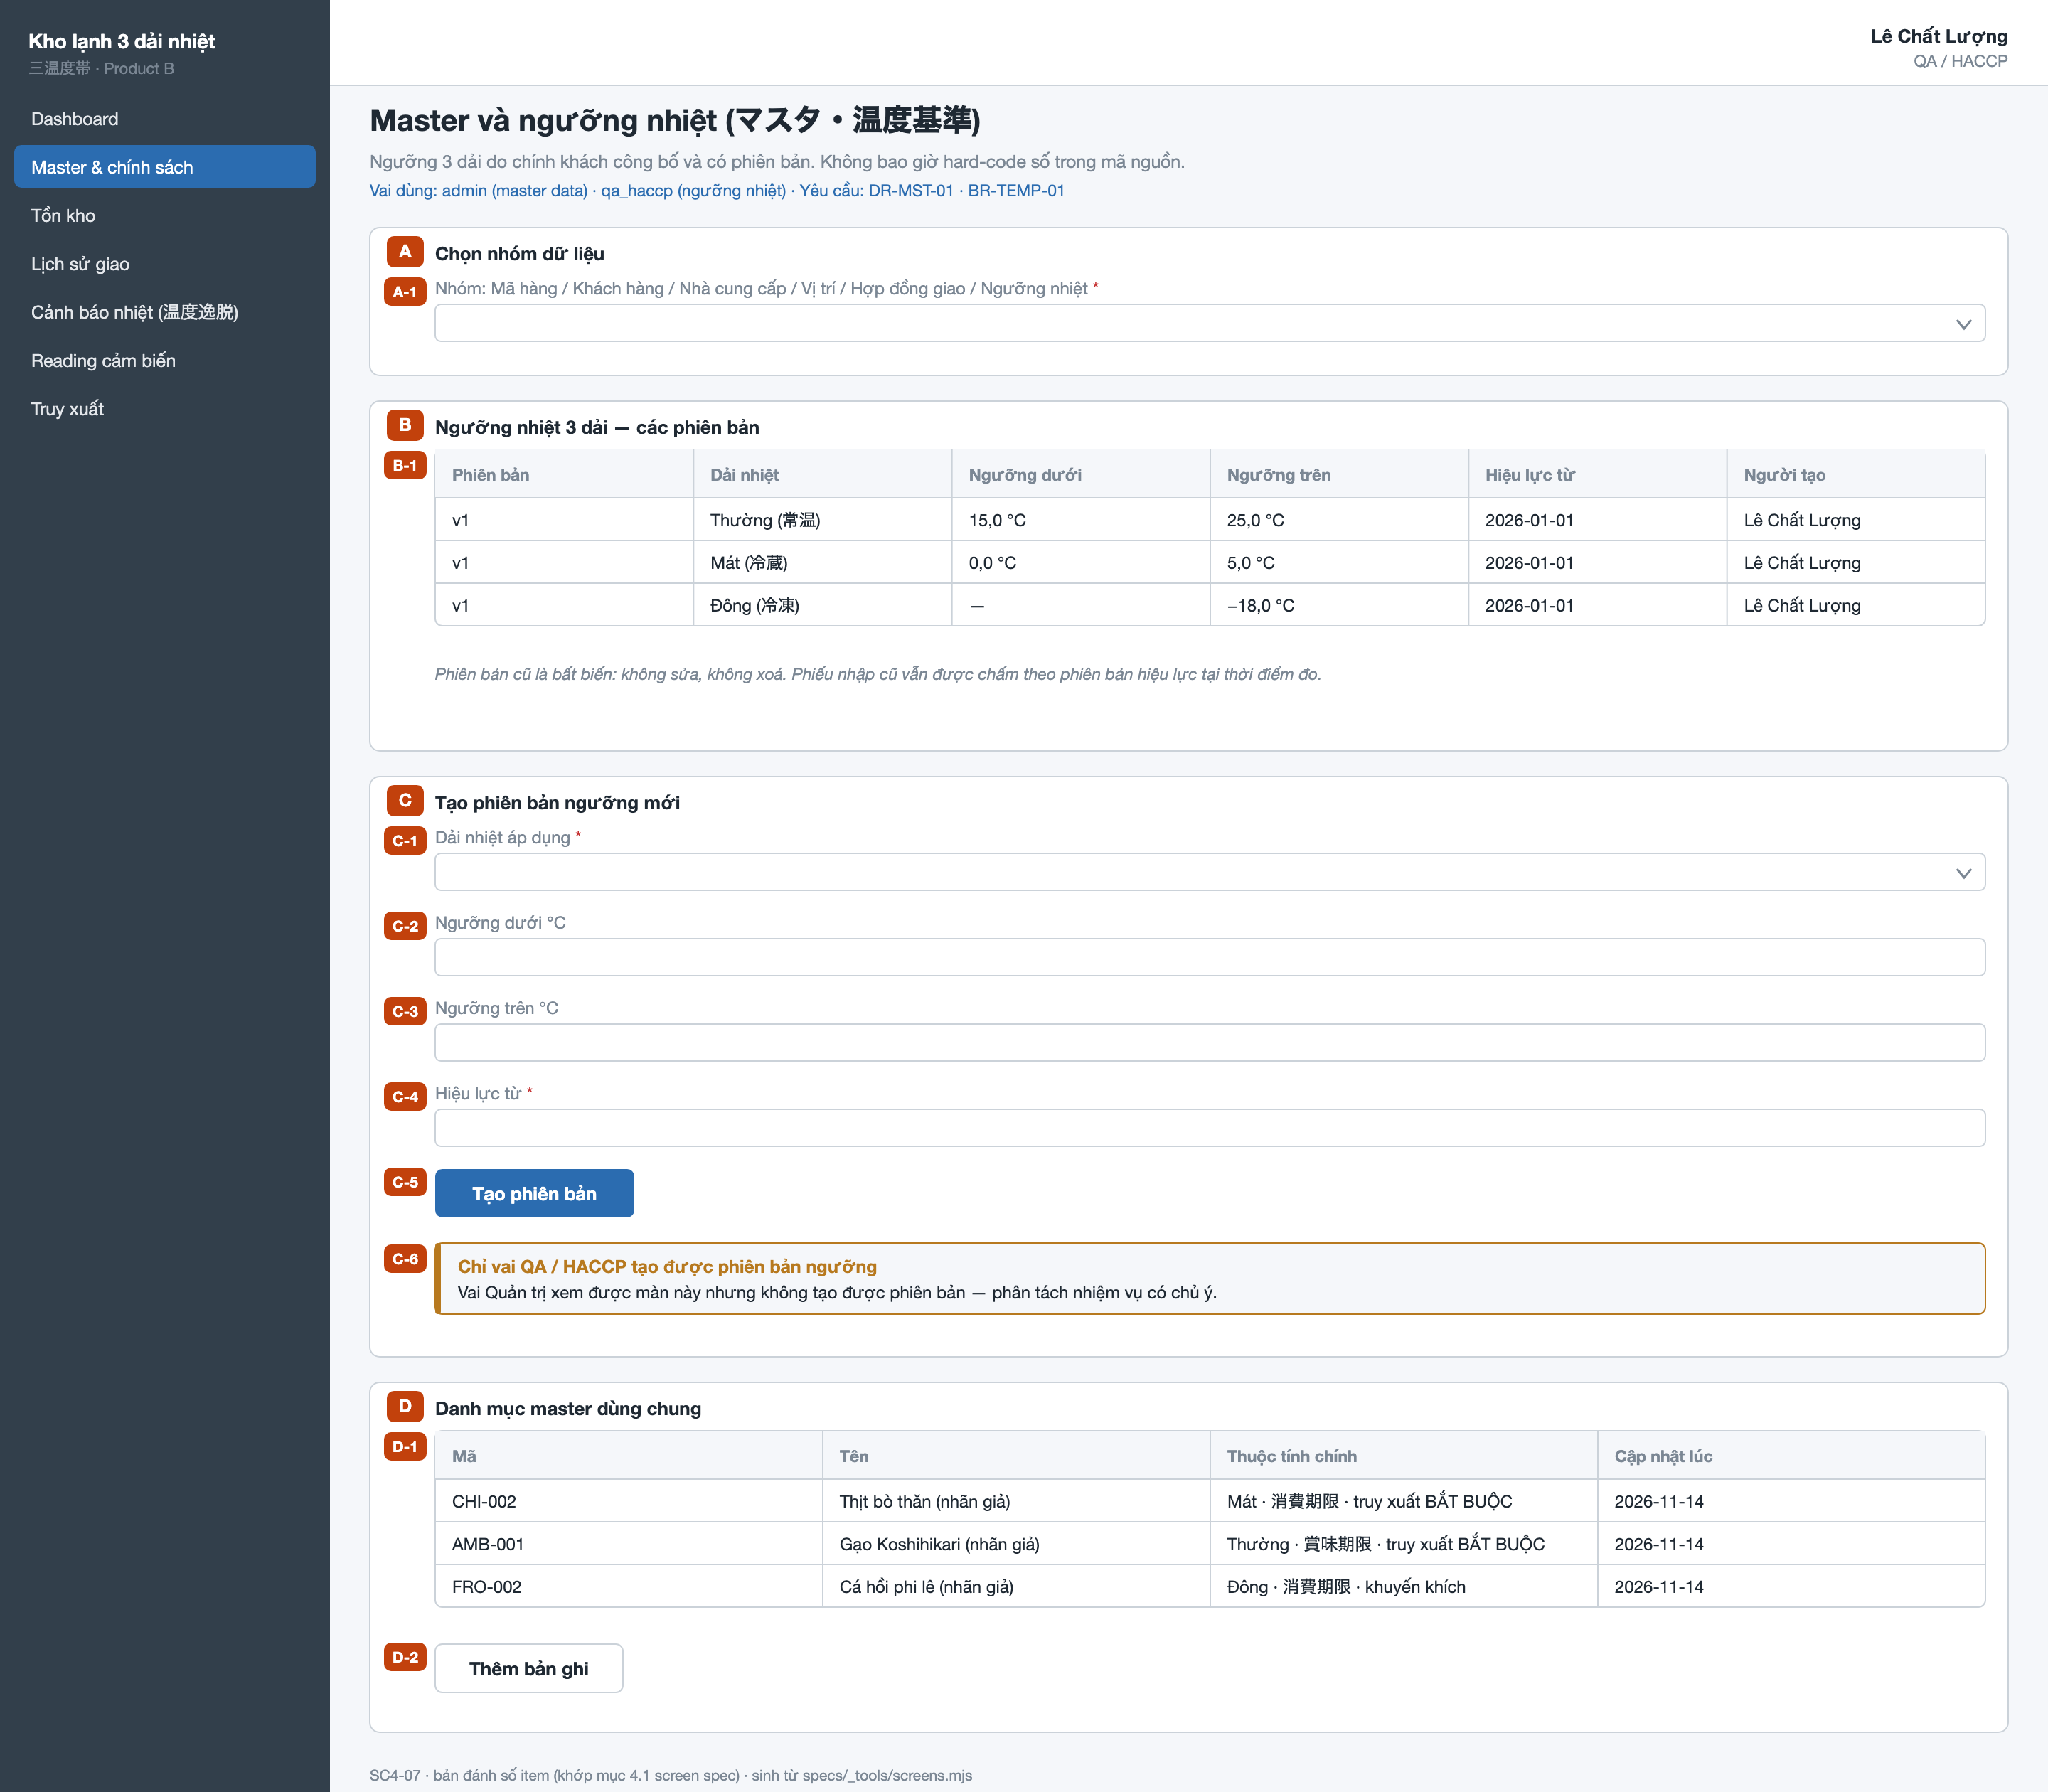 Kho lạnh 3 dải nhiệt
三温度帯 · Product B
Dashboard
Master & chính sách
Tồn kho
Lịch sử giao
Cảnh báo nhiệt (温度逸脱)
Reading cảm biến
Truy xuất
Lê Chất Lượng
QA / HACCP
Master và ngưỡng nhiệt (マスタ・温度基準)
Ngưỡng 3 dải do chính khách công bố và có phiên bản. Không bao giờ hard-code số trong mã nguồn.
Vai dùng: admin (master data) · qa_haccp (ngưỡng nhiệt) · Yêu cầu: DR-MST-01 · BR-TEMP-01
A Chọn nhóm dữ liệu
A-1 Nhóm: Mã hàng / Khách hàng / Nhà cung cấp / Vị trí / Hợp đồng giao / Ngưỡng nhiệt *
B Ngưỡng nhiệt 3 dải — các phiên bản
B-1 Phiên bản Dải nhiệt Ngưỡng dưới Ngưỡng trên Hiệu lực từ Người tạo
v1 Thường (常温) 15,0 °C 25,0 °C 2026-01-01 Lê Chất Lượng
v1 Mát (冷蔵) 0,0 °C 5,0 °C 2026-01-01 Lê Chất Lượng
v1 Đông (冷凍) — −18,0 °C 2026-01-01 Lê Chất Lượng
Phiên bản cũ là bất biến: không sửa, không xoá. Phiếu nhập cũ vẫn được chấm theo phiên bản hiệu lực tại thời điểm đo.
C Tạo phiên bản ngưỡng mới
C-1 Dải nhiệt áp dụng *
C-2 Ngưỡng dưới °C
C-3 Ngưỡng trên °C
C-4 Hiệu lực từ *
C-5 Tạo phiên bản
C-6 Chỉ vai QA / HACCP tạo được phiên bản ngưỡng
Vai Quản trị xem được màn này nhưng không tạo được phiên bản — phân tách nhiệm vụ có chủ ý.
D Danh mục master dùng chung
D-1 Mã Tên Thuộc tính chính Cập nhật lúc
CHI-002 Thịt bò thăn (nhãn giả) Mát · 消費期限 · truy xuất BẮT BUỘC 2026-11-14
AMB-001 Gạo Koshihikari (nhãn giả) Thường · 賞味期限 · truy xuất BẮT BUỘC 2026-11-14
FRO-002 Cá hồi phi lê (nhãn giả) Đông · 消費期限 · khuyến khích 2026-11-14
D-2 Thêm bản ghi
SC4-07 · bản đánh số item (khớp mục 4.1 screen spec) · sinh từ specs/_tools/screens.mjs